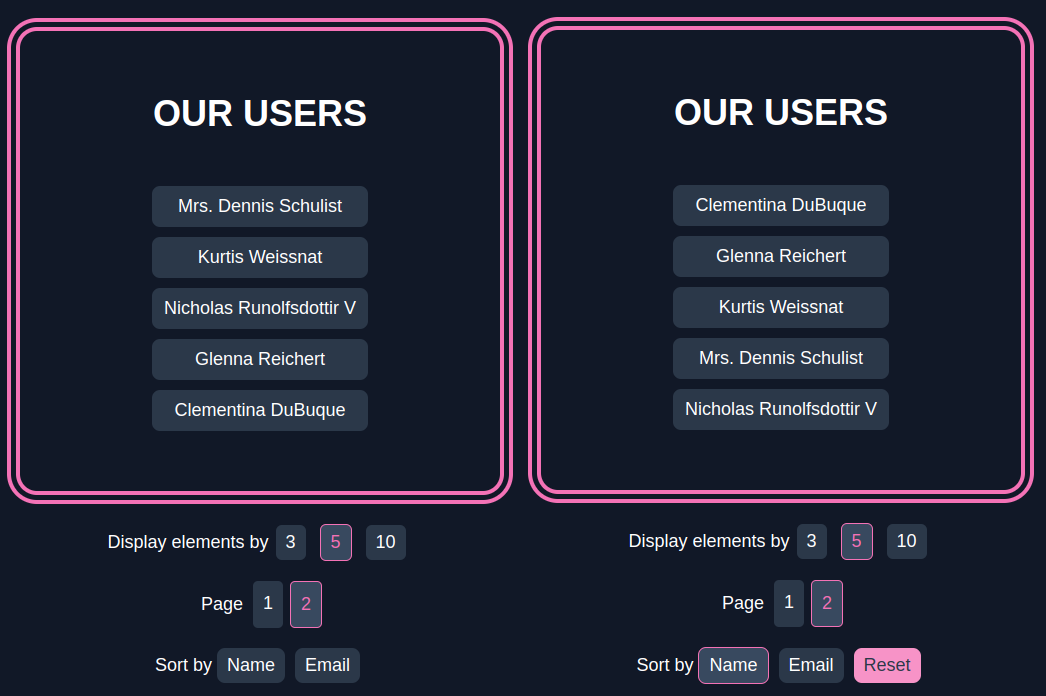 OUR USERS
Mrs. Dennis Schulist
Kurtis Weissnat
Nicholas Runolfsdottir V
Glenna Reichert
Clementina DuBuque
Display elements by 3 5 10
Page 1 2
Sort by Name Email
OUR USERS
Clementina DuBuque
Glenna Reichert
Kurtis Weissnat
Mrs. Dennis Schulist
Nicholas Runolfsdottir V
Display elements by 3 5 10
Page 1 2
Sort by Name Email Reset